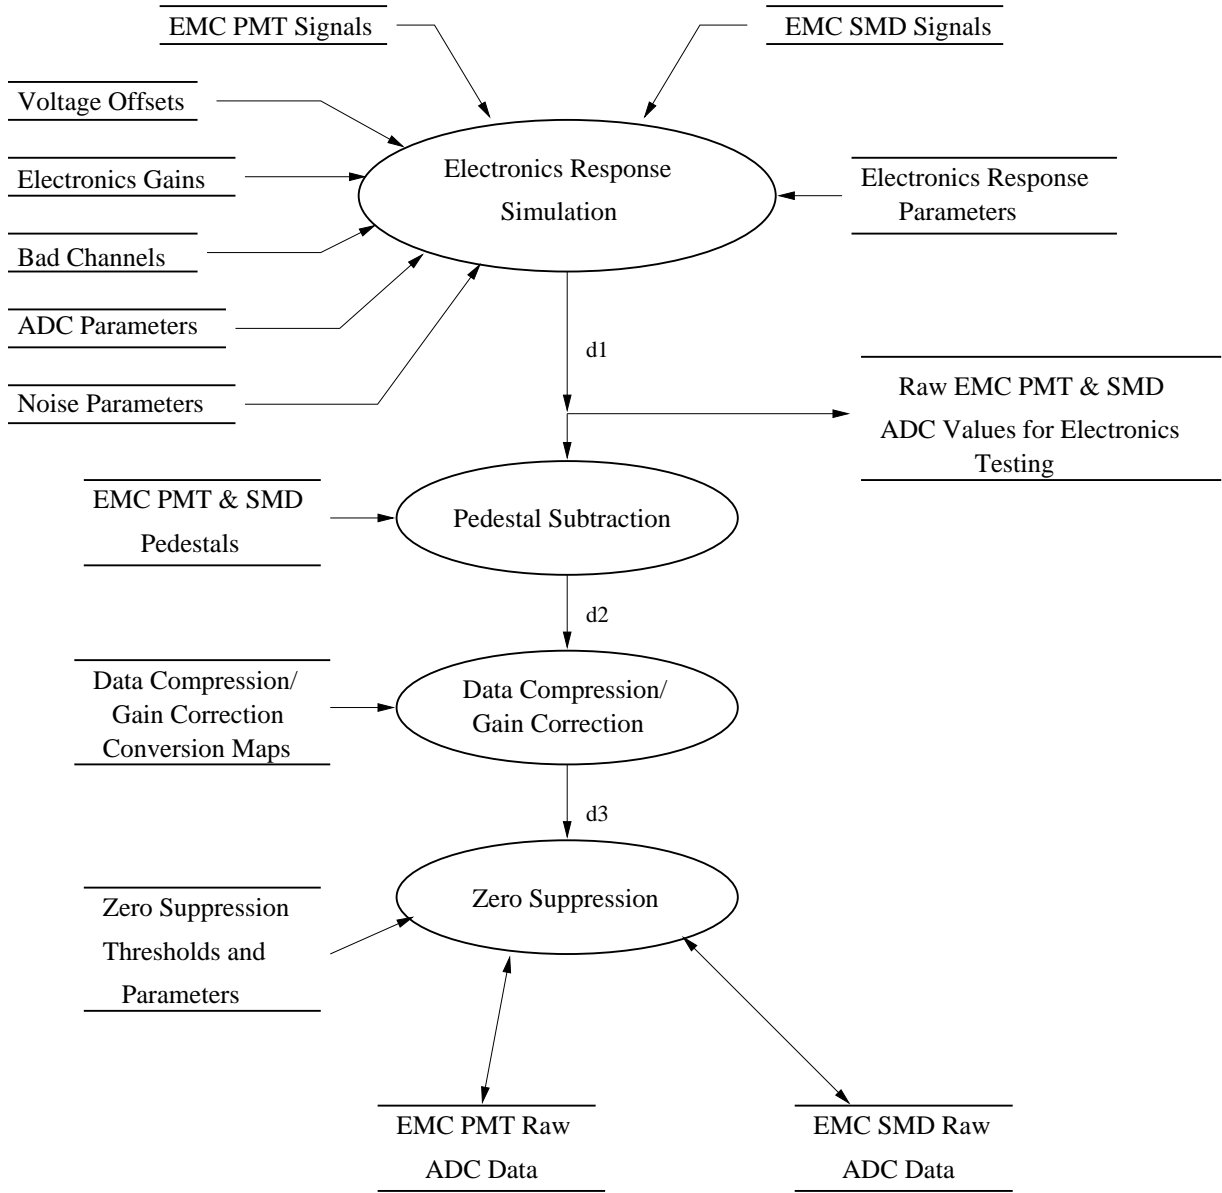 EMC PMT Signals
EMC SMD Signals
Voltage Offsets
Electronics Gains
Bad Channels
ADC Parameters
Noise Parameters
Electronics Response
Simulation
Electronics Response
Parameters
d1
Raw EMC PMT & SMD
ADC Values for Electronics
Testing
EMC PMT & SMD
Pedestals
Pedestal Subtraction
d2
Data Compression/
Gain Correction
Conversion Maps
Data Compression/
Gain Correction
d3
Zero Suppression
Thresholds and
Parameters
Zero Suppression
EMC PMT Raw
ADC Data
EMC SMD Raw
ADC Data